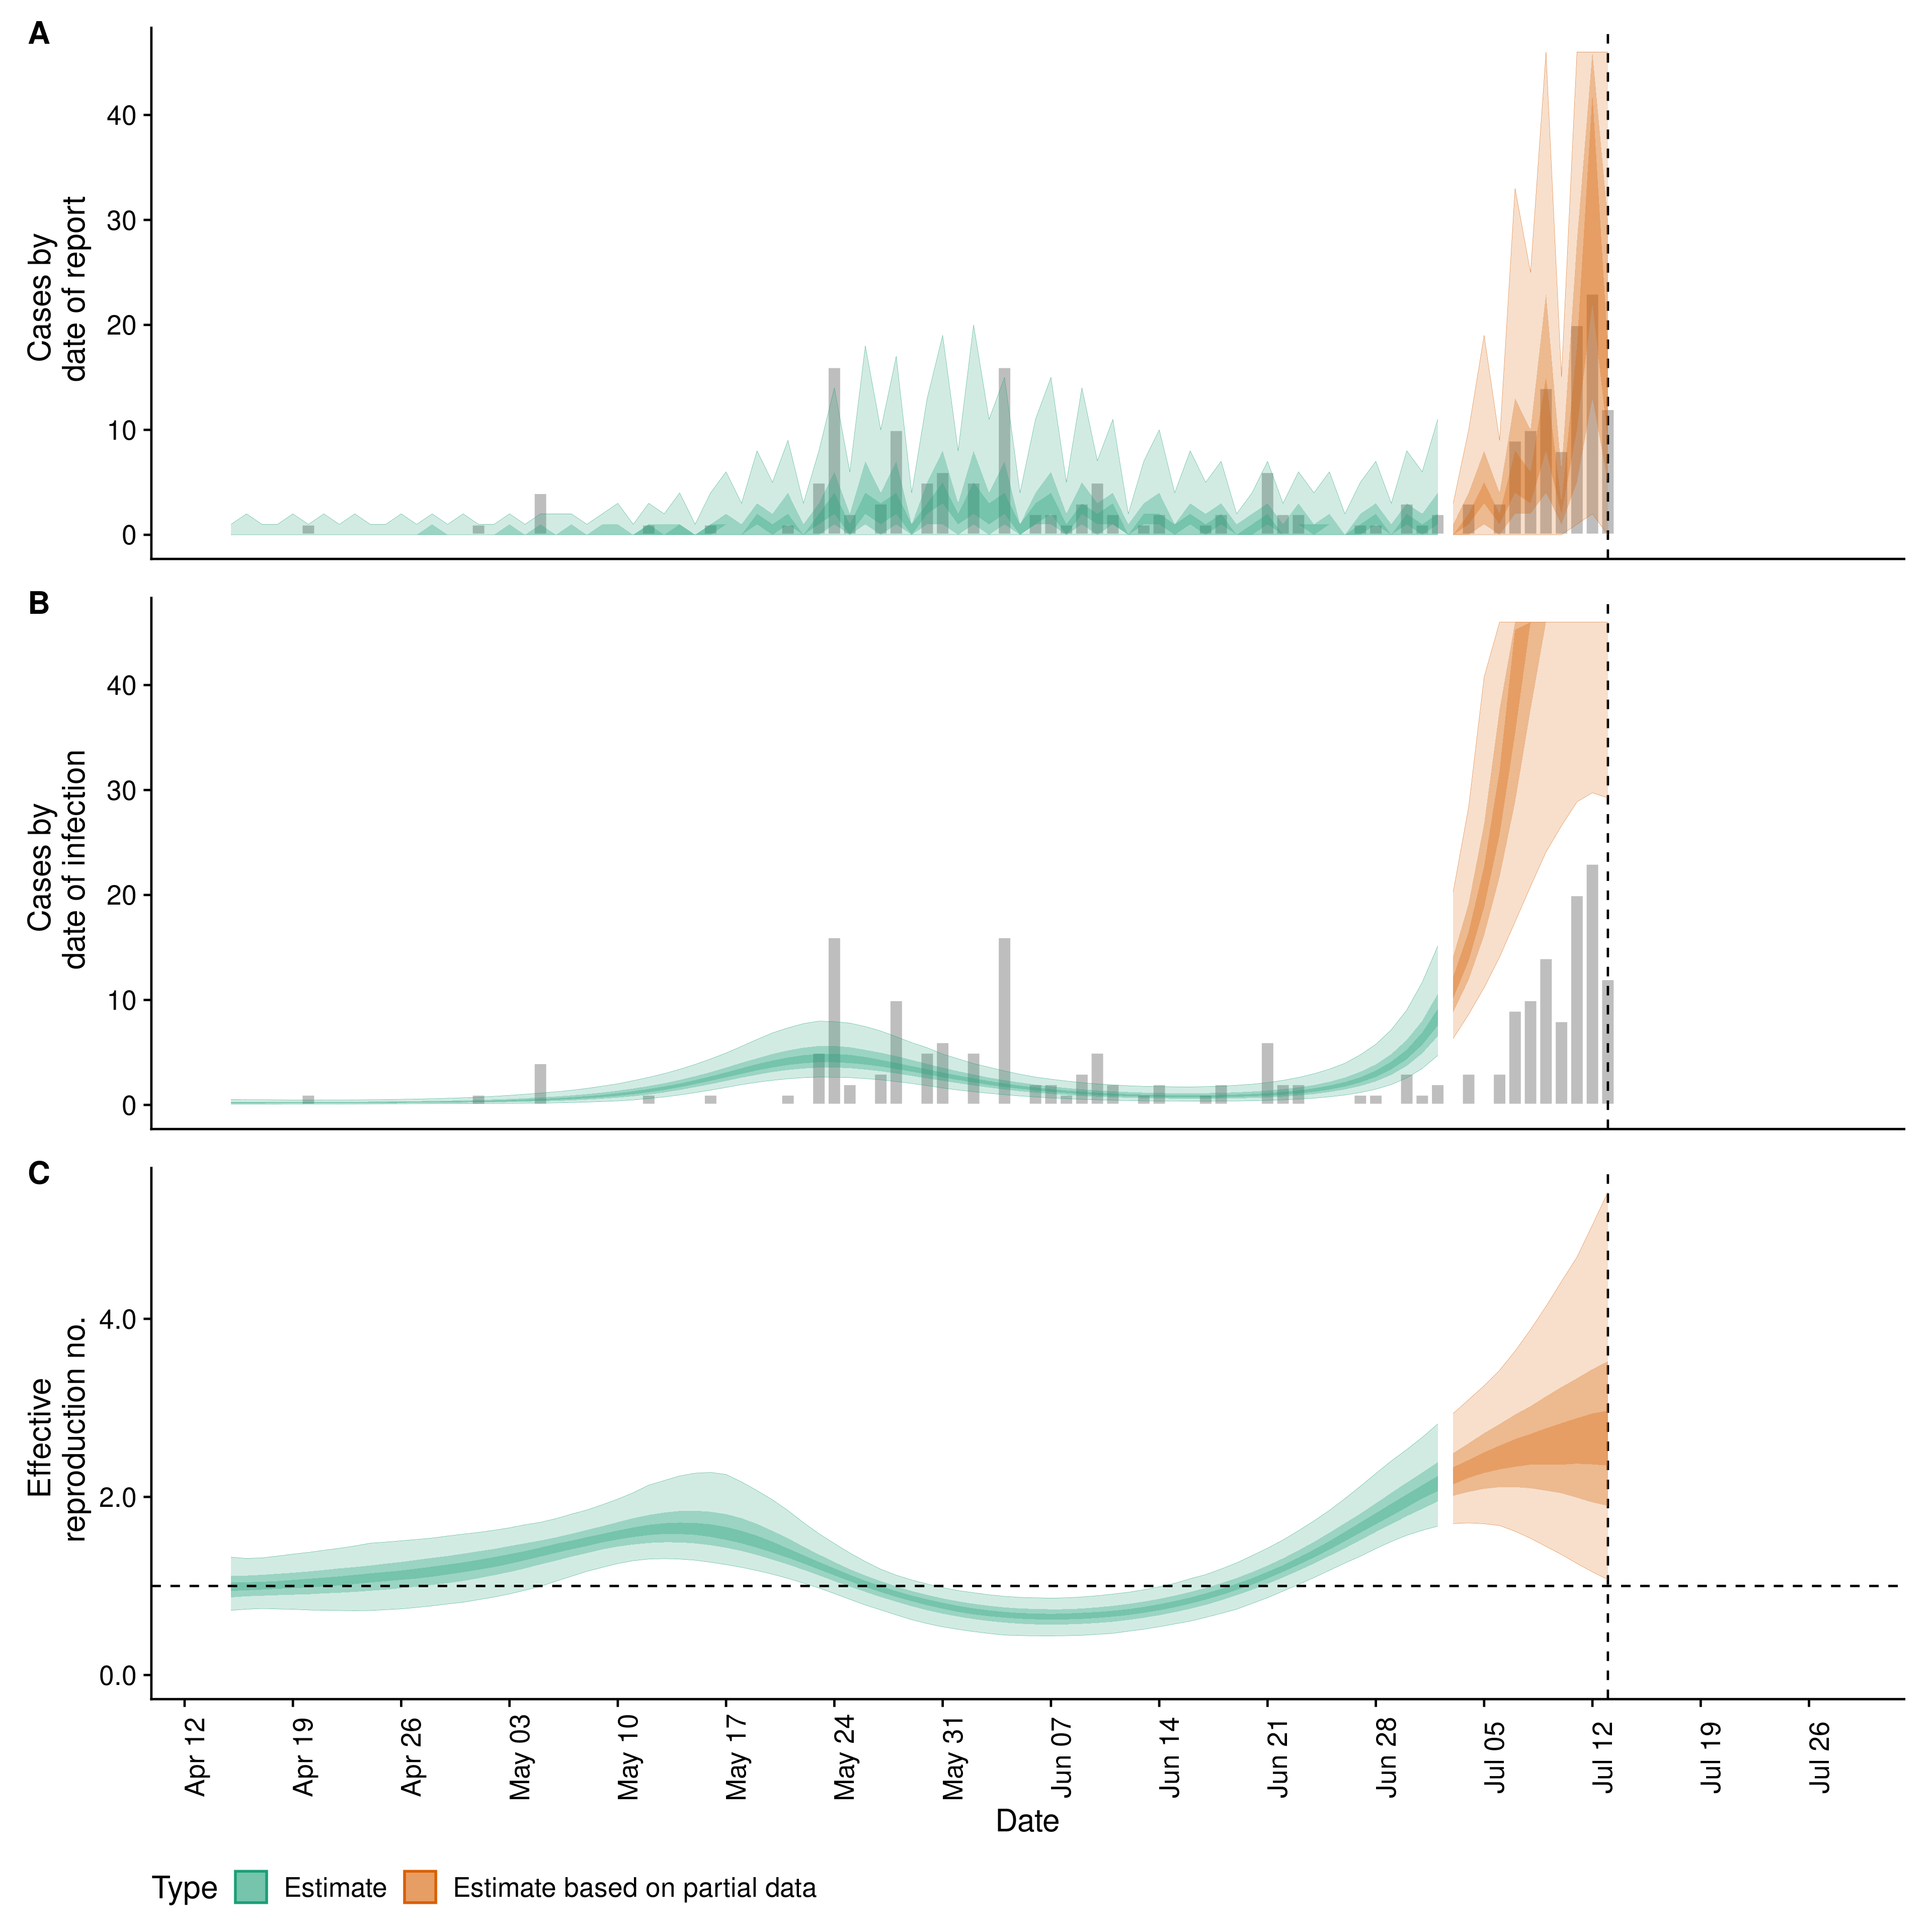 A
Cases by
date of report
40
30
20
10
0
B
Cases by
date of infection
40
30
20
10
0
C
Effective
reproduction no.
4.0
2.0
0.0
Apr 12
Apr 19
Apr 26
May 03
May 10
May 17
May 24
May 31
Jun 07
Jun 14
Jun 21
Jun 28
Jul 05
Jul 12
Jul 19
Jul 26
Date
Type Estimate Estimate based on partial data